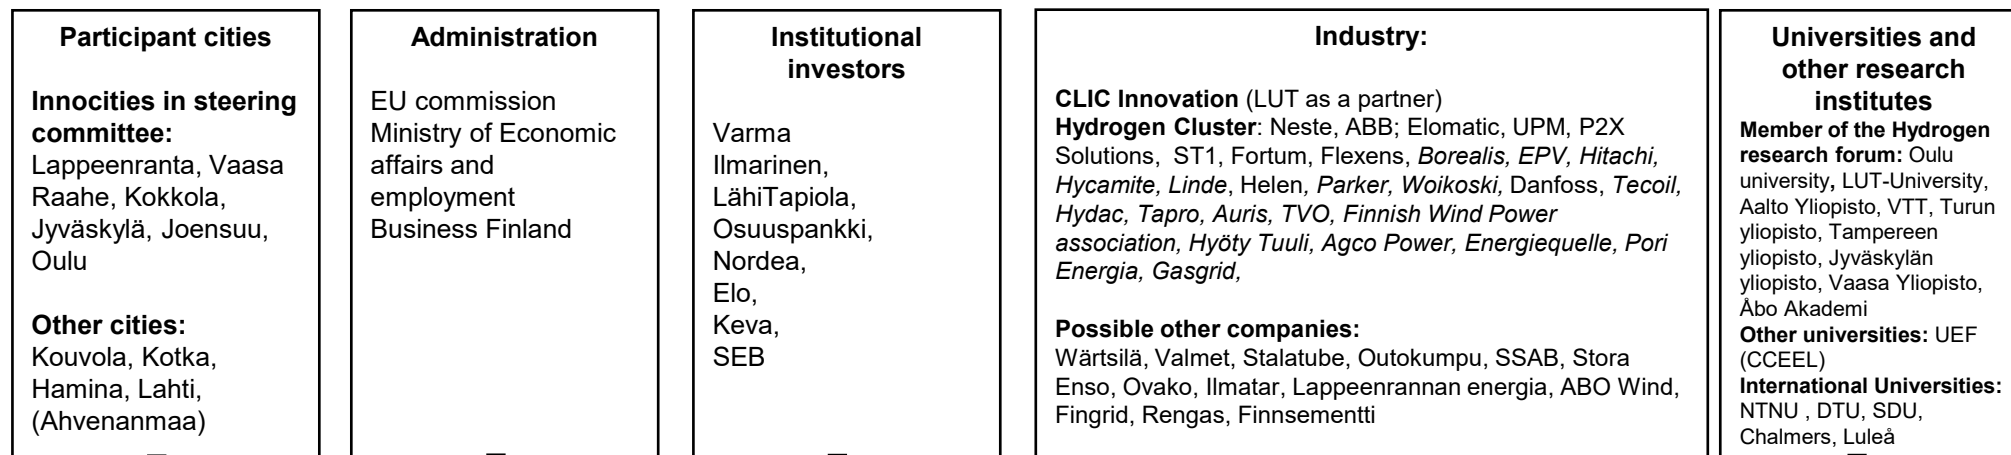 Participant cities
Innocities in steering
committee:
Lappeenranta, Vaasa
Raahe, Kokkola,
Jyväskylä, Joensuu,
Oulu
Other cities:
Kouvola, Kotka,
Hamina, Lahti,
(Ahvenanmaa)
Administration
EU commission
Ministry of Economic
affairs and
employment
Business Finland
Institutional
investors
Varma
Ilmarinen,
LähiTapiola,
Osuuspankki,
Nordea,
Elo,
Keva,
SEB
Industry:
CLIC Innovation (LUT as a partner)
Hydrogen Cluster: Neste, ABB; Elomatic, UPM, P2X
Solutions, ST1, Fortum, Flexens, Borealis, EPV, Hitachi,
Hycamite, Linde, Helen, Parker, Woikoski, Danfoss, Tecoil,
Hydac, Tapro, Auris, TVO, Finnish Wind Power
association, Hyöty Tuuli, Agco Power, Energiequelle, Pori
Energia, Gasgrid,
Possible other companies:
Wärtsilä, Valmet, Stalatube, Outokumpu, SSAB, Stora
Enso, Ovako, Ilmatar, Lappeenrannan energia, ABO Wind,
Fingrid, Rengas, Finnsementti
Universities and
other research
institutes
Member of the Hydrogen
research forum: Oulu
university, LUT-University,
Aalto Yliopisto, VTT, Turun
yliopisto, Tampereen
yliopisto, Jyväskylän
yliopisto, Vaasa Yliopisto,
Åbo Akademi
Other universities: UEF
(CCEEL)
International Universities:
NTNU , DTU, SDU,
Chalmers, Luleå